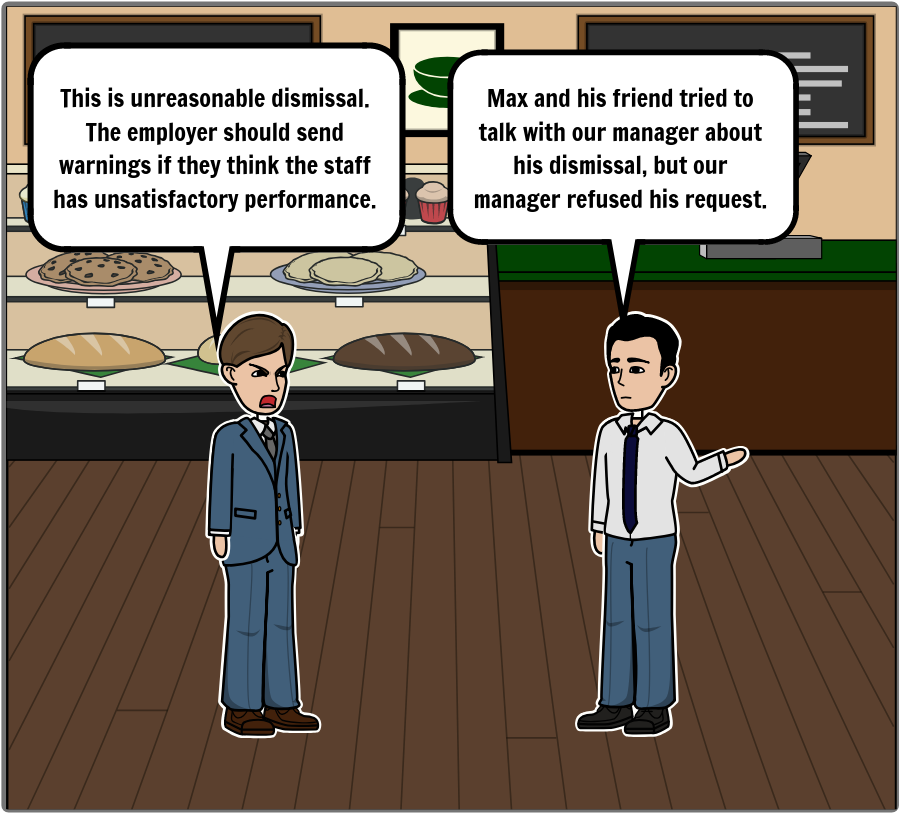 This is unreasonable dismissal.
The employer should send
warnings if they think the staff
has unsatisfactory performance.
Max and his friend tried to
talk with our manager about
his dismissal, but our
manager refused his request.